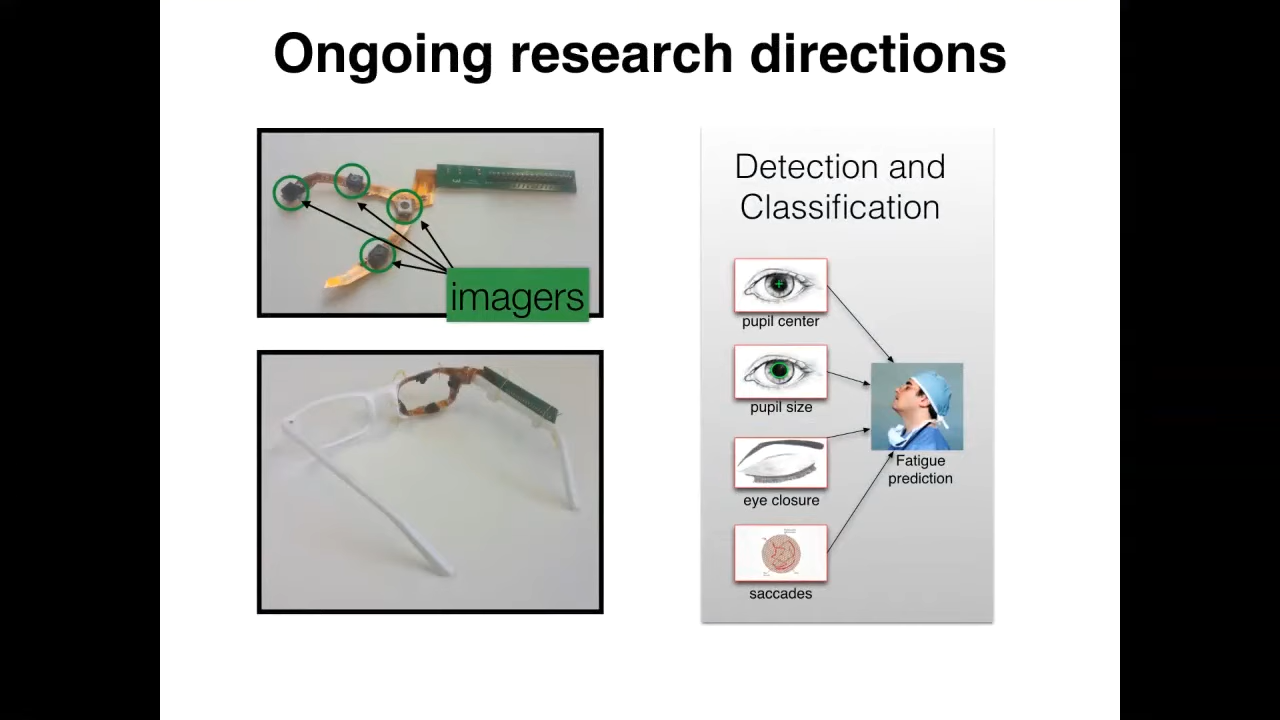 Ongoing research directions
imagers
Detection and
Classification
pupil center
pupil size
eye closure
saccades
Fatigue
prediction